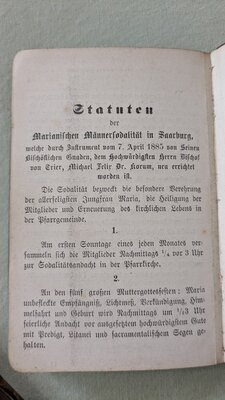 Statuten
der
Marianischen Männersodalität in Saarburg,
welche durch Instrument vom 7. April 1885 von Seinen
Bischöflichen Gnaden, dem Hochwürdigsten Herrn Bischof
von Trier, Michael Felix Dr. Korum, neu errichtet
worden ist.
Die Sodalität bezweckt die besondere Verehrung
der allerseligsten Jungfrau Maria, die Heiligung der
Mitglieder und Erneuerung des kirchlichen Lebens in
der Pfarrgemeinde.
1.
Am ersten Sonntage eines jeden Monates ver-
sammeln sich die Mitglieder Nachmittags ¼ vor 3 Uhr
zur Sodalitätsandacht in der Pfarrkirche.
2.
An den fünf großen Muttergottesfesten: Maria
unbefleckte Empfängniß, Lichtmeß, Verkündigung, Him-
melfahrt und Geburt wird Nachmittags um ½3 Uhr
feierliche Andacht vor ausgesetztem hochwürdigstem Gute
mit Predigt, Litanei und sacramentalischem Segen ge-
halten.